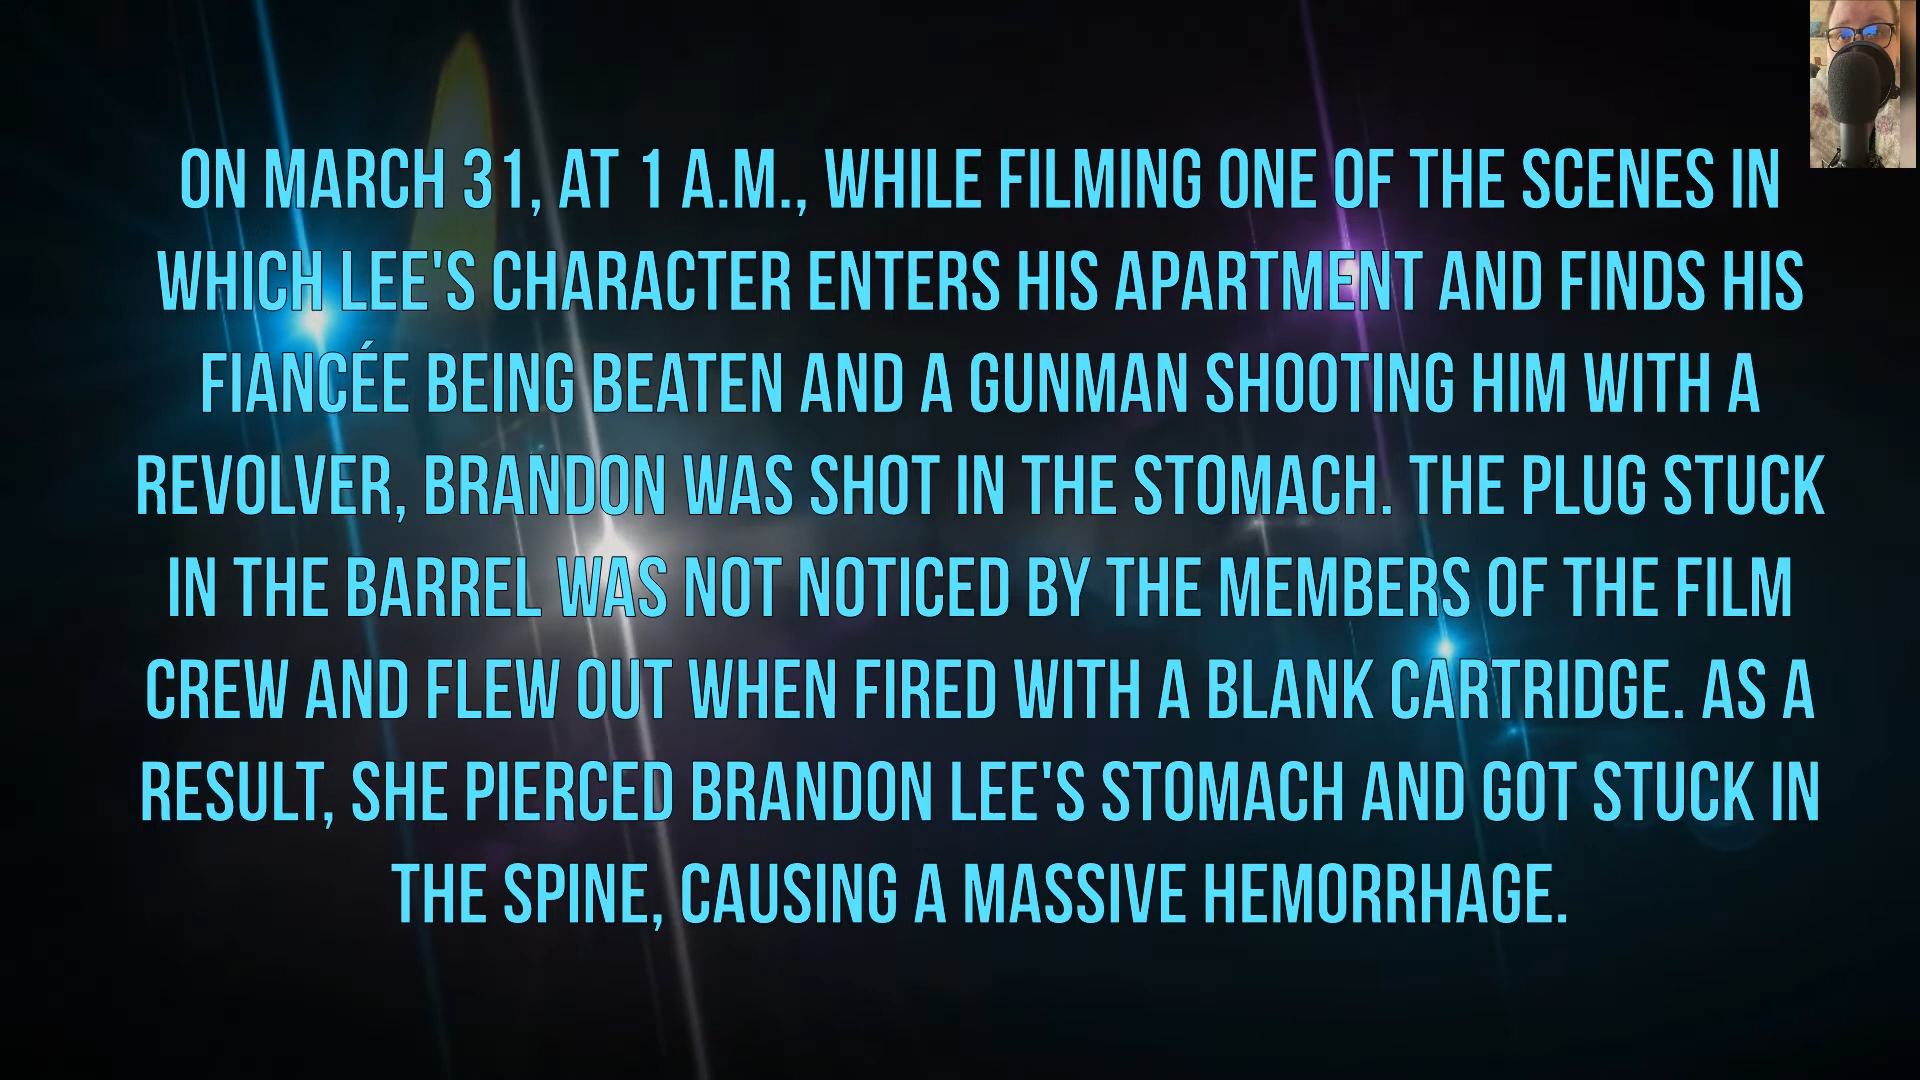 ON MARCH 31, AT 1 A.M., WHILE FILMING ONE OF THE SCENES IN
WHICH LEE'S CHARACTER ENTERS HIS APARTMENT AND FINDS HIS
FIANCÉE BEING BEATEN AND A GUNMAN SHOOTING HIM WITH A
REVOLVER, BRANDON WAS SHOT IN THE STOMACH. THE PLUG STUCK
IN THE BARREL WAS NOT NOTICED BY THE MEMBERS OF THE FILM
CREW AND FLEW OUT WHEN FIRED WITH A BLANK CARTRIDGE. AS A
RESULT, SHE PIERCED BRANDON LEE'S STOMACH AND GOT STUCK IN
THE SPINE, CAUSING A MASSIVE HEMORRHAGE.